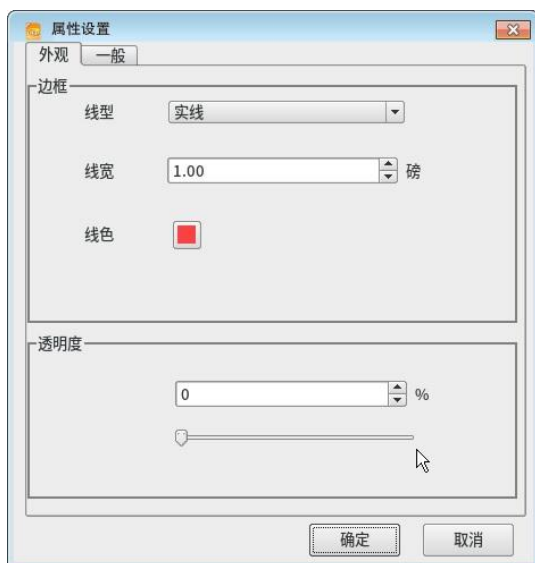 属性设置
外观 一般
边框
线型 实线
线宽 1.00 磅
线色
透明度
0 %
确定 取消